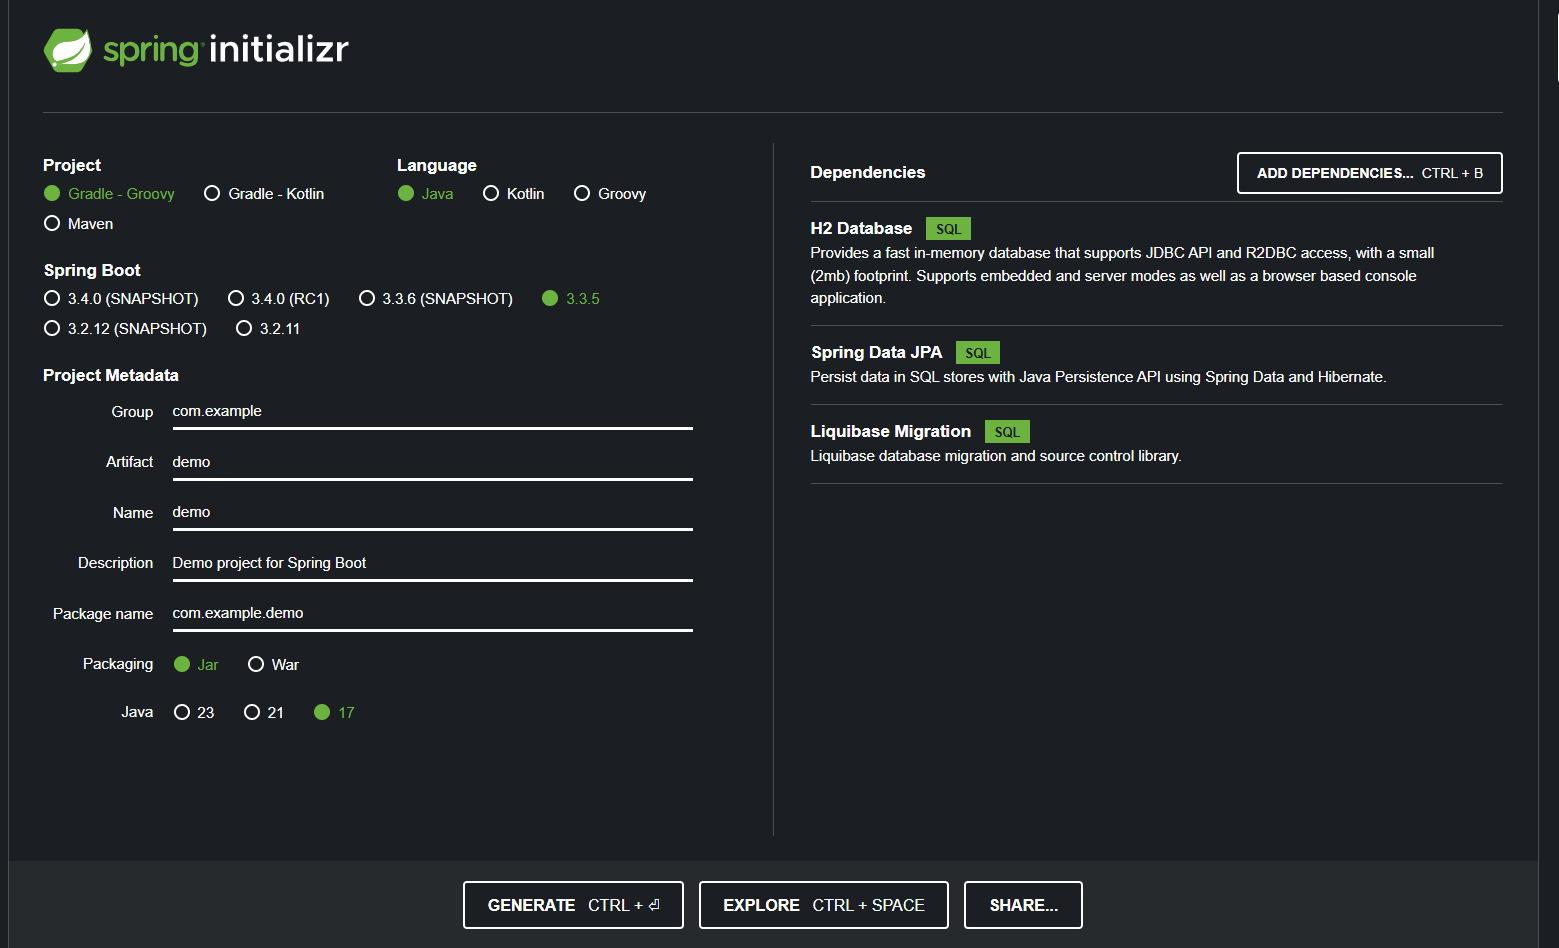 spring initializr
Project
Gradle - Groovy
Gradle - Kotlin
Maven
Language
Java
Kotlin
Groovy
Spring Boot
3.4.0 (SNAPSHOT)
3.4.0 (RC1)
3.3.6 (SNAPSHOT)
3.3.5
3.2.12 (SNAPSHOT)
3.2.11
Project Metadata
Group com.example
Artifact demo
Name demo
Description Demo project for Spring Boot
Package name com.example.demo
Packaging Jar War
Java 23 21 17
Dependencies
ADD DEPENDENCIES... CTRL + B
H2 Database SQL
Provides a fast in-memory database that supports JDBC API and R2DBC access, with a small
(2mb) footprint. Supports embedded and server modes as well as a browser based console
application.
Spring Data JPA SQL
Persist data in SQL stores with Java Persistence API using Spring Data and Hibernate.
Liquibase Migration SQL
Liquibase database migration and source control library.
GENERATE CTRL + ⏎
EXPLORE CTRL + SPACE
SHARE...